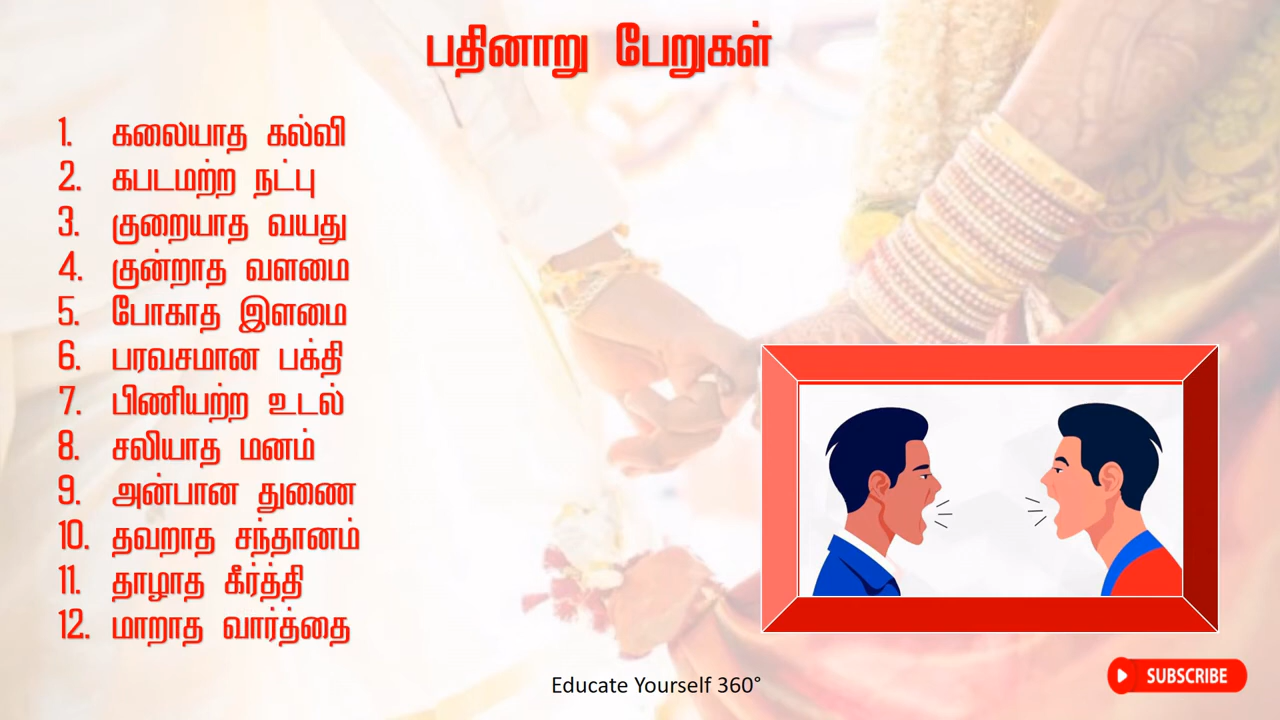 பதினாறு பேறுகள்
1. கலையாத கல்வி
2. கபடமற்ற நட்பு
3. குறையாத வயது
4. குன்றாத வளமை
5. போகாத இளமை
6. பரவசமான பக்தி
7. பிணியற்ற உடல்
8. சலியாத மனம்
9. அன்பான துணை
10. தவறாத சந்தானம்
11. தாழாத கீர்த்தி
12. மாறாத வார்த்தை
Educate Yourself 360°
SUBSCRIBE